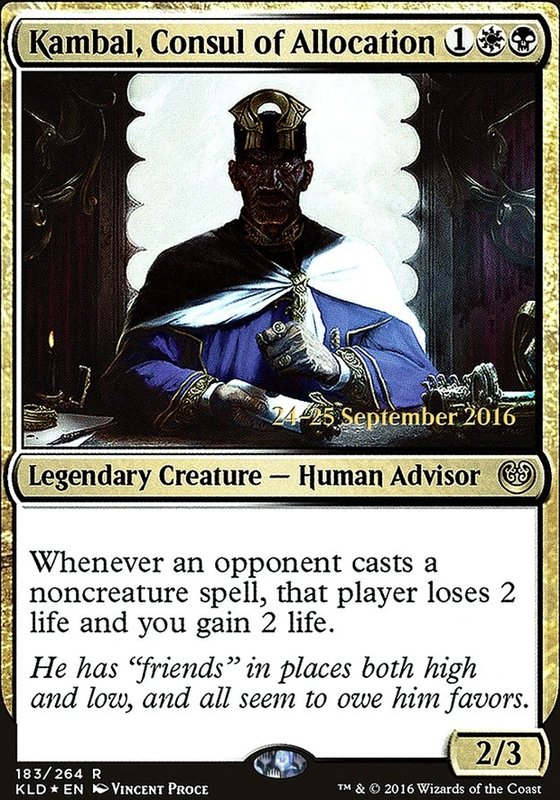 Kambal, Consul of Allocation 1
24–25 September 2016
Legendary Creature — Human Advisor
Whenever an opponent casts a
noncreature spell, that player loses 2
life and you gain 2 life.
He has “friends” in places both high
and low, and all seem to owe him favors.
2/3
183/264 R
KLD★EN Vincent Proce
™ & © 2016 Wizards of the Coast